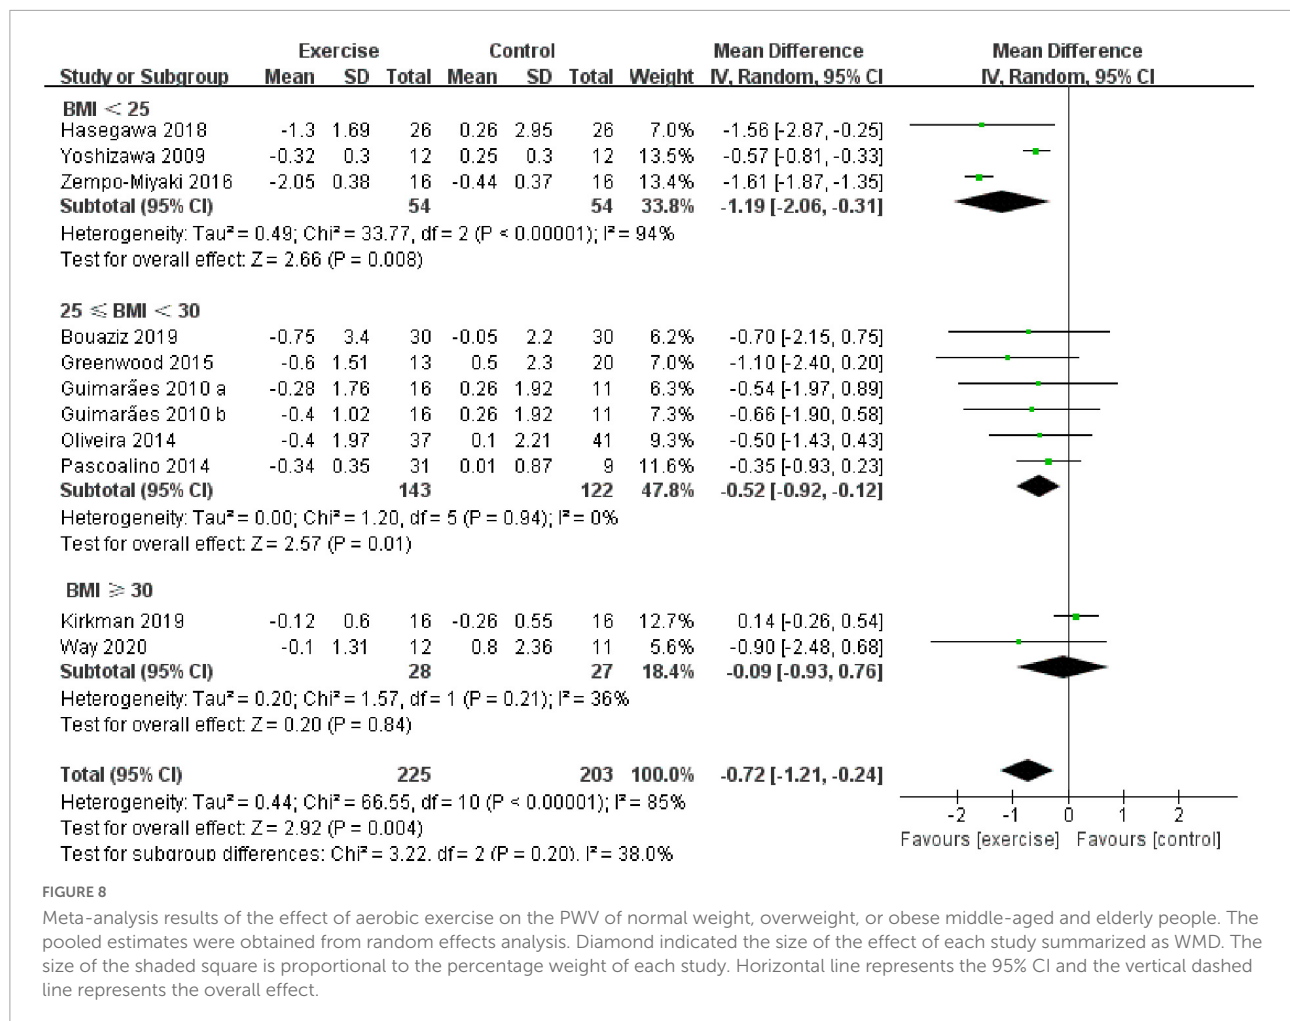 Exercise Control Mean Difference Mean Difference
Study or Subgroup Mean SD Total Mean SD Total Weight IV, Random, 95% CI IV, Random, 95% CI
BMI < 25
Hasegawa 2018 -1.3 1.69 26 0.26 2.95 26 7.0% -1.56 [-2.87, -0.25]
Yoshizawa 2009 -0.32 0.3 12 0.25 0.3 12 13.5% -0.57 [-0.81, -0.33]
Zempo-Miyaki 2016 -2.05 0.38 16 -0.44 0.37 16 13.4% -1.61 [-1.87, -1.35]
Subtotal (95% CI) 54 54 33.8% -1.19 [-2.06, -0.31]
Heterogeneity: Tau² = 0.49; Chi² = 33.77, df = 2 (P < 0.00001); I² = 94%
Test for overall effect: Z = 2.66 (P = 0.008)
25 ≤ BMI < 30
Bouaziz 2019 -0.75 3.4 30 -0.05 2.2 30 6.2% -0.70 [-2.15, 0.75]
Greenwood 2015 -0.6 1.51 13 0.5 2.3 20 7.0% -1.10 [-2.40, 0.20]
Guimarães 2010 a -0.28 1.76 16 0.26 1.92 11 6.3% -0.54 [-1.97, 0.89]
Guimarães 2010 b -0.4 1.02 16 0.26 1.92 11 7.3% -0.66 [-1.90, 0.58]
Oliveira 2014 -0.4 1.97 37 0.1 2.21 41 9.3% -0.50 [-1.43, 0.43]
Pascoalino 2014 -0.34 0.35 31 0.01 0.87 9 11.6% -0.35 [-0.93, 0.23]
Subtotal (95% CI) 143 122 47.8% -0.52 [-0.92, -0.12]
Heterogeneity: Tau² = 0.00; Chi² = 1.20, df = 5 (P = 0.94); I² = 0%
Test for overall effect: Z = 2.57 (P = 0.01)
BMI ≥ 30
Kirkman 2019 -0.12 0.6 16 -0.26 0.55 16 12.7% 0.14 [-0.26, 0.54]
Way 2020 -0.1 1.31 12 0.8 2.36 11 5.6% -0.90 [-2.48, 0.68]
Subtotal (95% CI) 28 27 18.4% -0.09 [-0.93, 0.76]
Heterogeneity: Tau² = 0.20; Chi² = 1.57, df = 1 (P = 0.21); I² = 36%
Test for overall effect: Z = 0.20 (P = 0.84)
Total (95% CI) 225 203 100.0% -0.72 [-1.21, -0.24]
Heterogeneity: Tau² = 0.44; Chi² = 66.55, df = 10 (P < 0.00001); I² = 85%
Test for overall effect: Z = 2.92 (P = 0.004)
Test for subgroup differences: Chi² = 3.22, df = 2 (P = 0.20), I² = 38.0%
-2 -1 0 1 2
Favours [exercise] Favours [control]
FIGURE 8
Meta-analysis results of the effect of aerobic exercise on the PWV of normal weight, overweight, or obese middle-aged and elderly people. The
pooled estimates were obtained from random effects analysis. Diamond indicated the size of the effect of each study summarized as WMD. The
size of the shaded square is proportional to the percentage weight of each study. Horizontal line represents the 95% CI and the vertical dashed
line represents the overall effect.